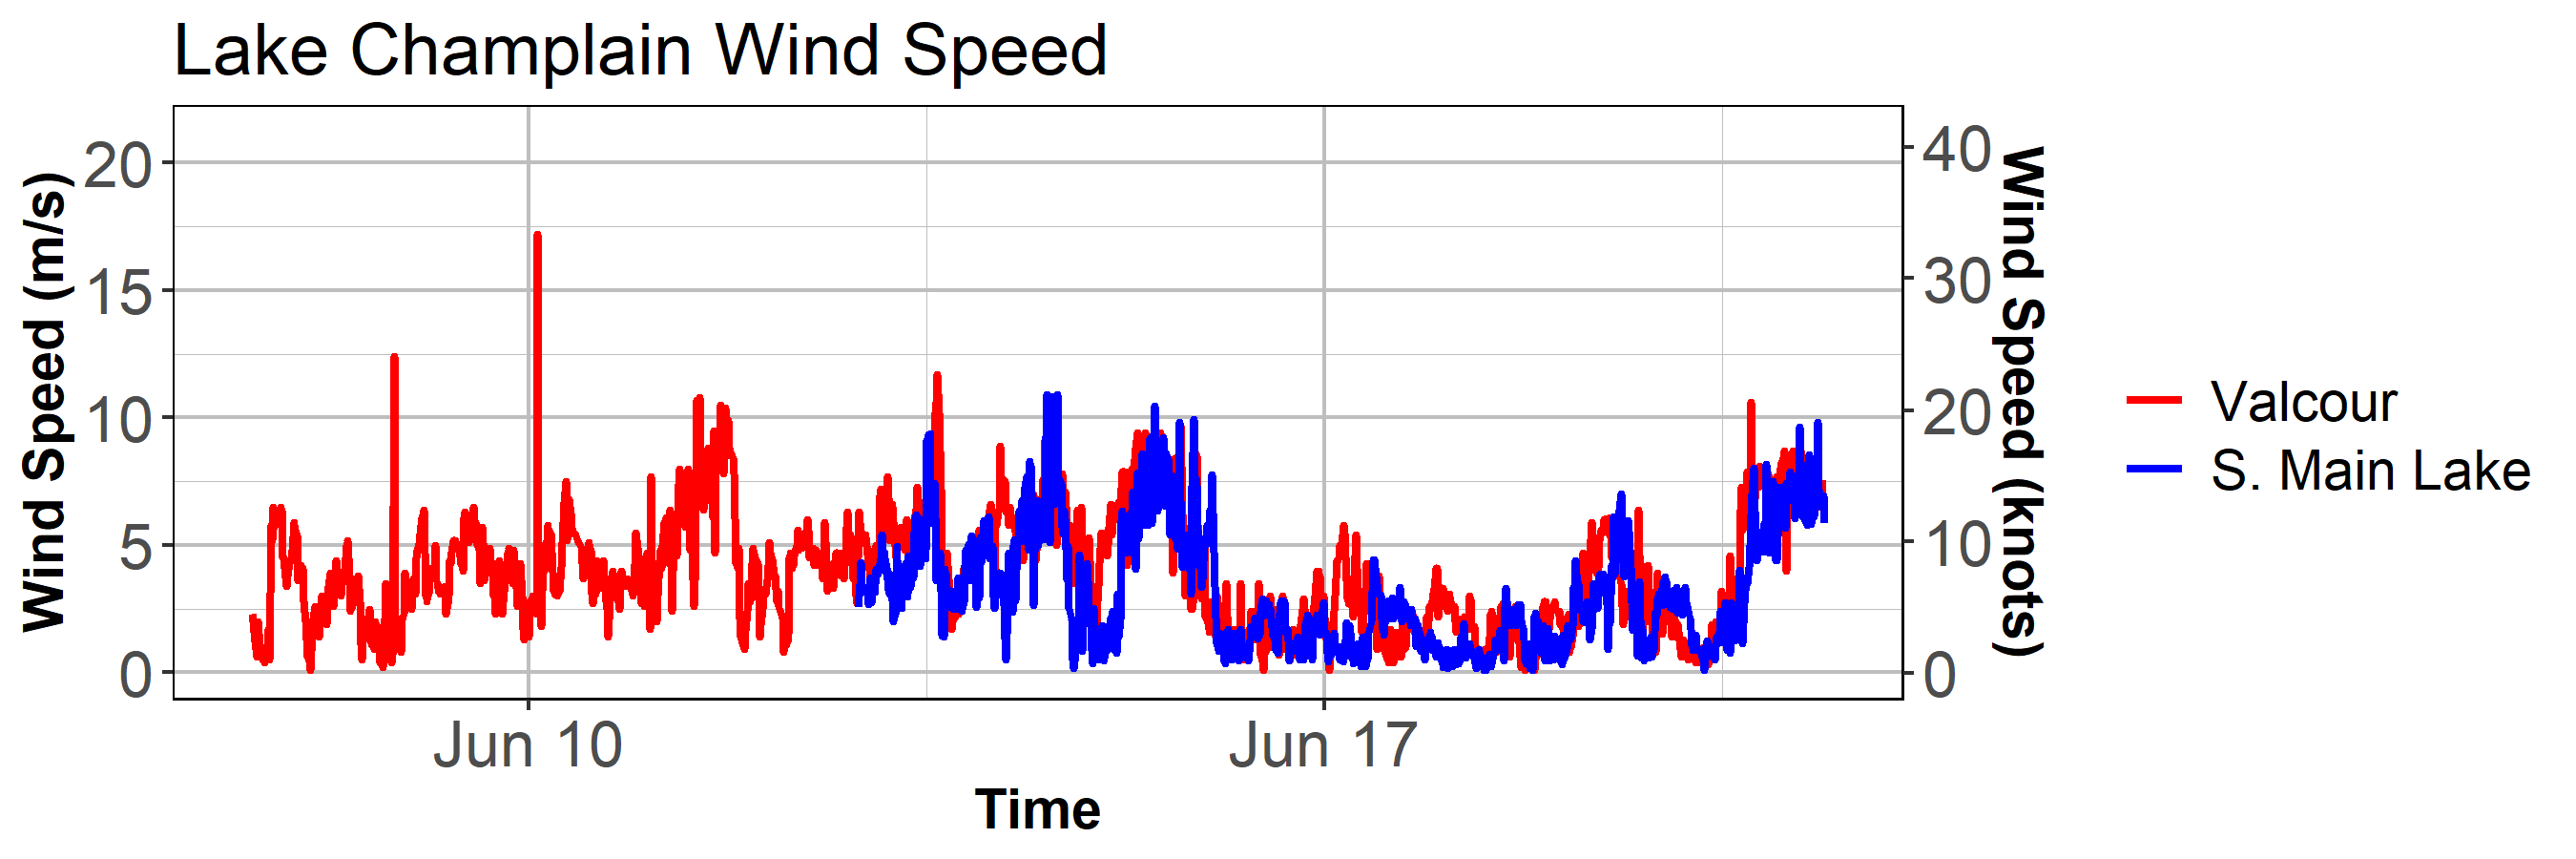 Lake Champlain Wind Speed
Wind Speed (m/s)
20
15
10
5
0
40
30
20
10
0
Wind Speed (knots)
Jun 10
Jun 17
Time
Valcour
S. Main Lake